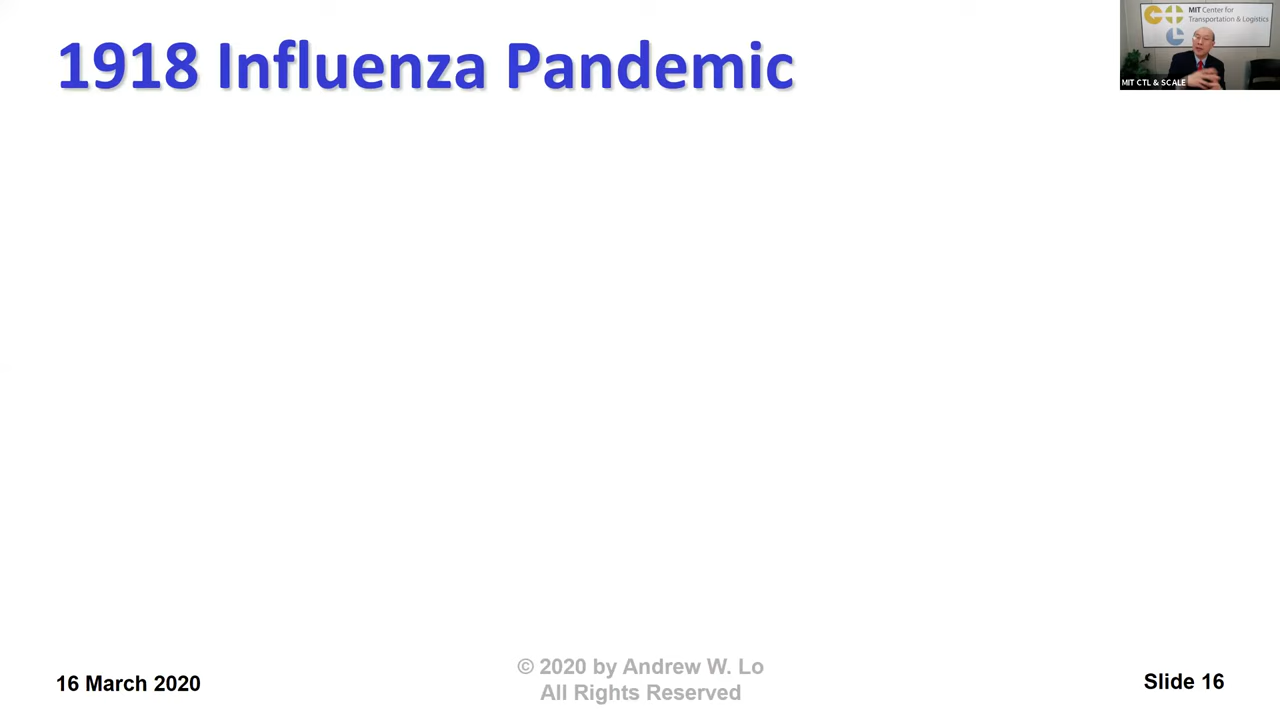 1918 Influenza Pandemic
MIT Center for
Transportation & Logistics
MIT CTL & SCALE
© 2020 by Andrew W. Lo
All Rights Reserved
16 March 2020
Slide 16